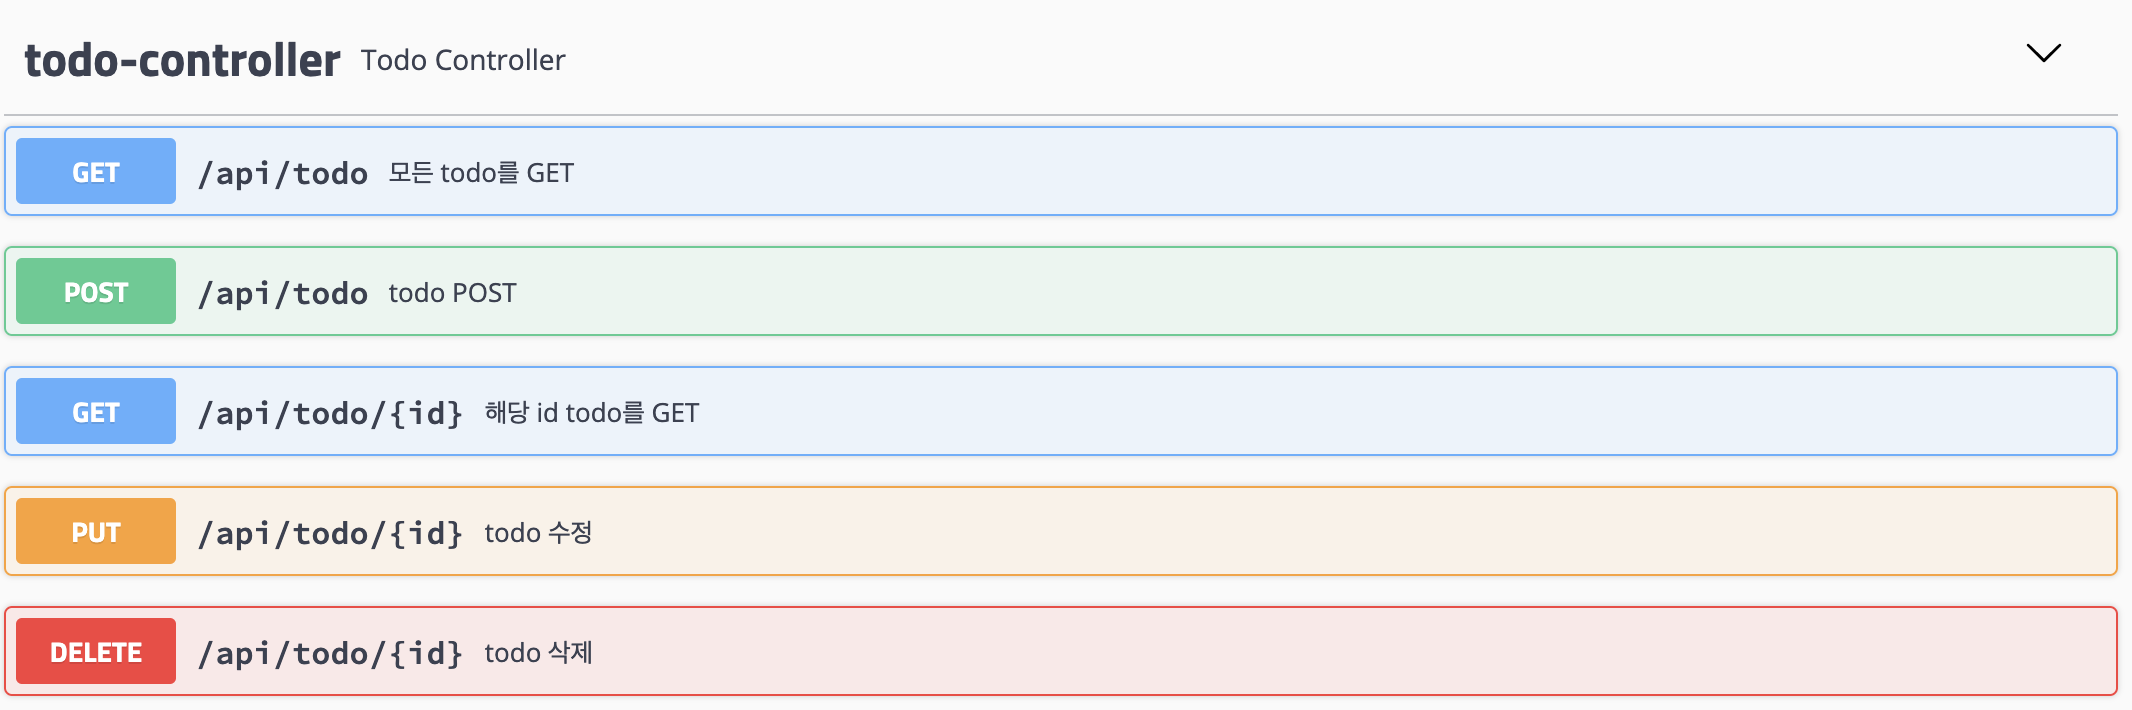 todo-controller Todo Controller
GET /api/todo 모든 todo를 GET
POST /api/todo todo POST
GET /api/todo/{id} 해당 id todo를 GET
PUT /api/todo/{id} todo 수정
DELETE /api/todo/{id} todo 삭제